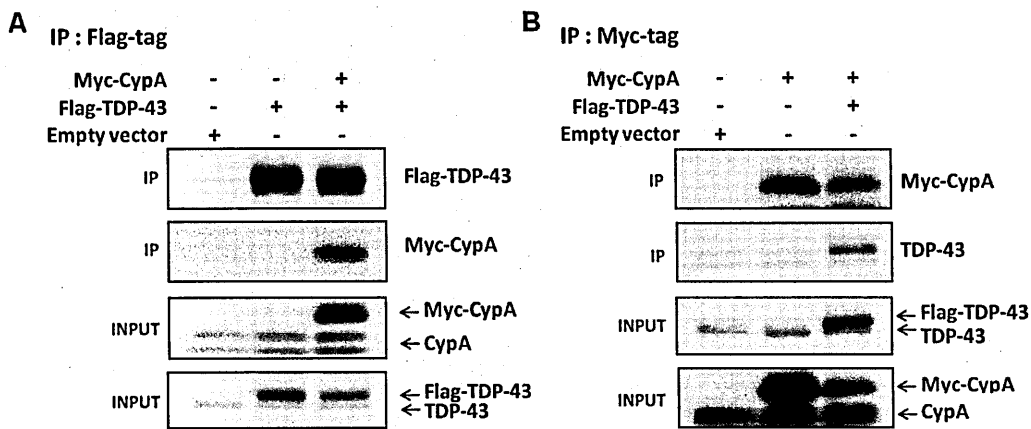 A
IP : Flag-tag
Myc-CypA - - +
Flag-TDP-43 - + +
Empty vector + - -
IP Flag-TDP-43
IP Myc-CypA
INPUT ← Myc-CypA
← CypA
INPUT ← Flag-TDP-43
← TDP-43
B
IP : Myc-tag
Myc-CypA - + +
Flag-TDP-43 - - +
Empty vector + - -
IP Myc-CypA
IP TDP-43
INPUT ← Flag-TDP-43
← TDP-43
INPUT ← Myc-CypA
← CypA